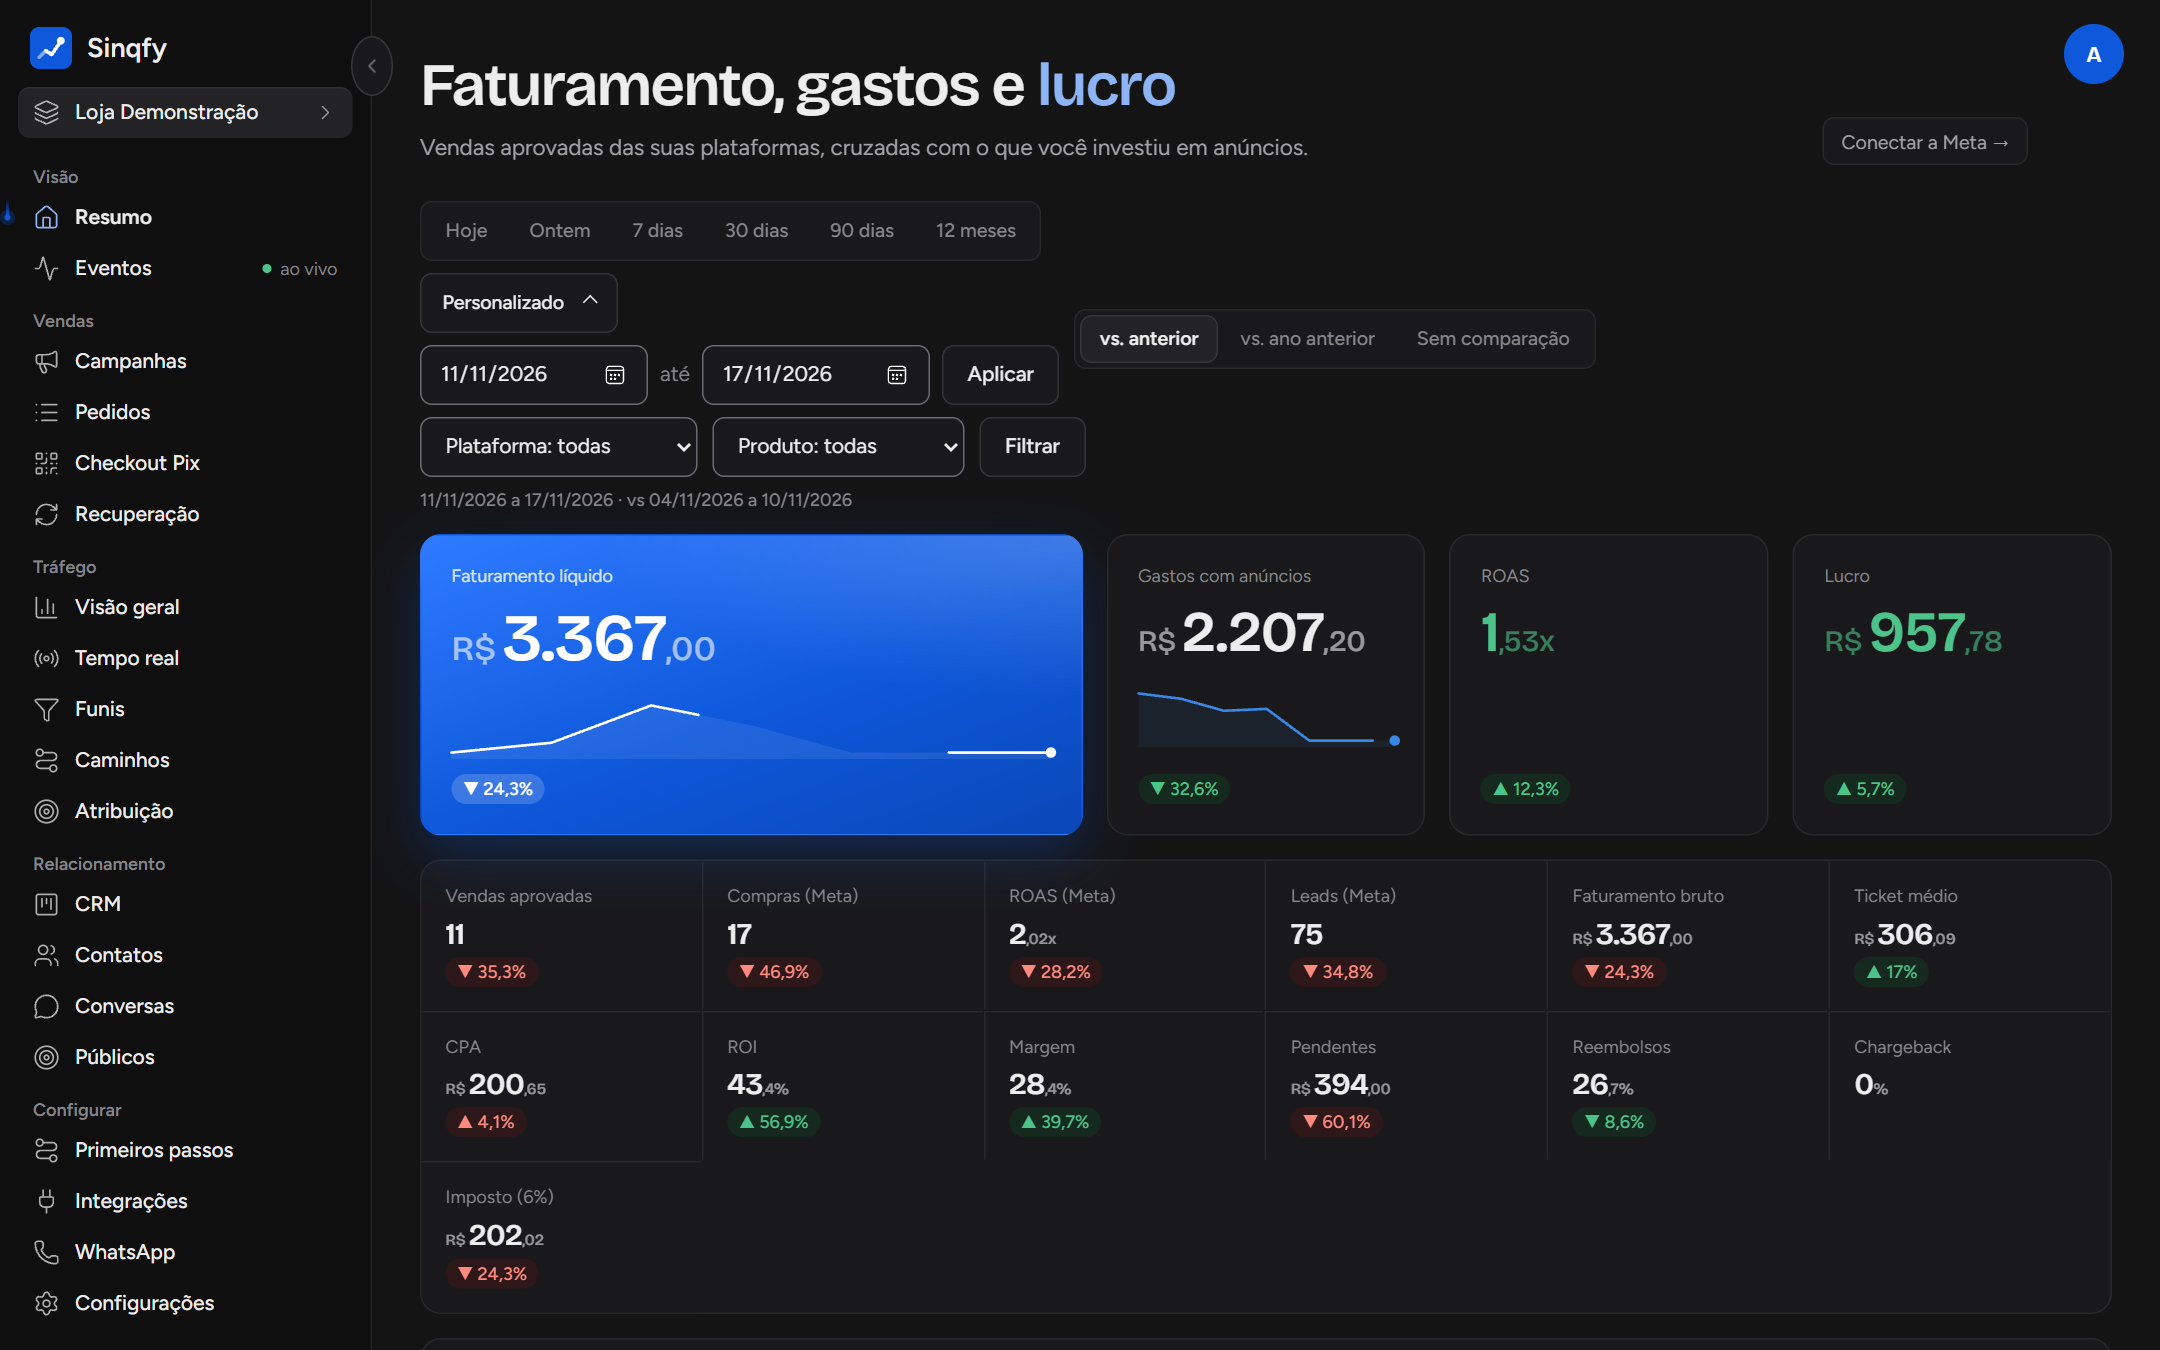 Sinqfy
Loja Demonstração
Visão
Resumo
Eventos
ao vivo
Vendas
Campanhas
Pedidos
Checkout Pix
Recuperação
Tráfego
Visão geral
Tempo real
Funis
Caminhos
Atribuição
Relacionamento
CRM
Contatos
Conversas
Públicos
Configurar
Primeiros passos
Integrações
WhatsApp
Configurações
Faturamento, gastos e lucro
Vendas aprovadas das suas plataformas, cruzadas com o que você investiu em anúncios.
A
Conectar a Meta →
Hoje Ontem 7 dias 30 dias 90 dias 12 meses
Personalizado
11/11/2026 até 17/11/2026 Aplicar
vs. anterior vs. ano anterior Sem comparação
Plataforma: todas Produto: todas Filtrar
11/11/2026 a 17/11/2026 · vs 04/11/2026 a 10/11/2026
Faturamento líquido
R$ 3.367,00
▼ 24,3%
Gastos com anúncios
R$ 2.207,20
▼ 32,6%
ROAS
1,53x
▲ 12,3%
Lucro
R$ 957,78
▲ 5,7%
Vendas aprovadas
11
▼ 35,3%
Compras (Meta)
17
▼ 46,9%
ROAS (Meta)
2,02x
▼ 28,2%
Leads (Meta)
75
▼ 34,8%
Faturamento bruto
R$ 3.367,00
▼ 24,3%
Ticket médio
R$ 306,09
▲ 17%
CPA
R$ 200,65
▲ 4,1%
ROI
43,4%
▲ 56,9%
Margem
28,4%
▲ 39,7%
Pendentes
R$ 394,00
▼ 60,1%
Reembolsos
26,7%
▼ 8,6%
Chargeback
0%
Imposto (6%)
R$ 202,02
▼ 24,3%